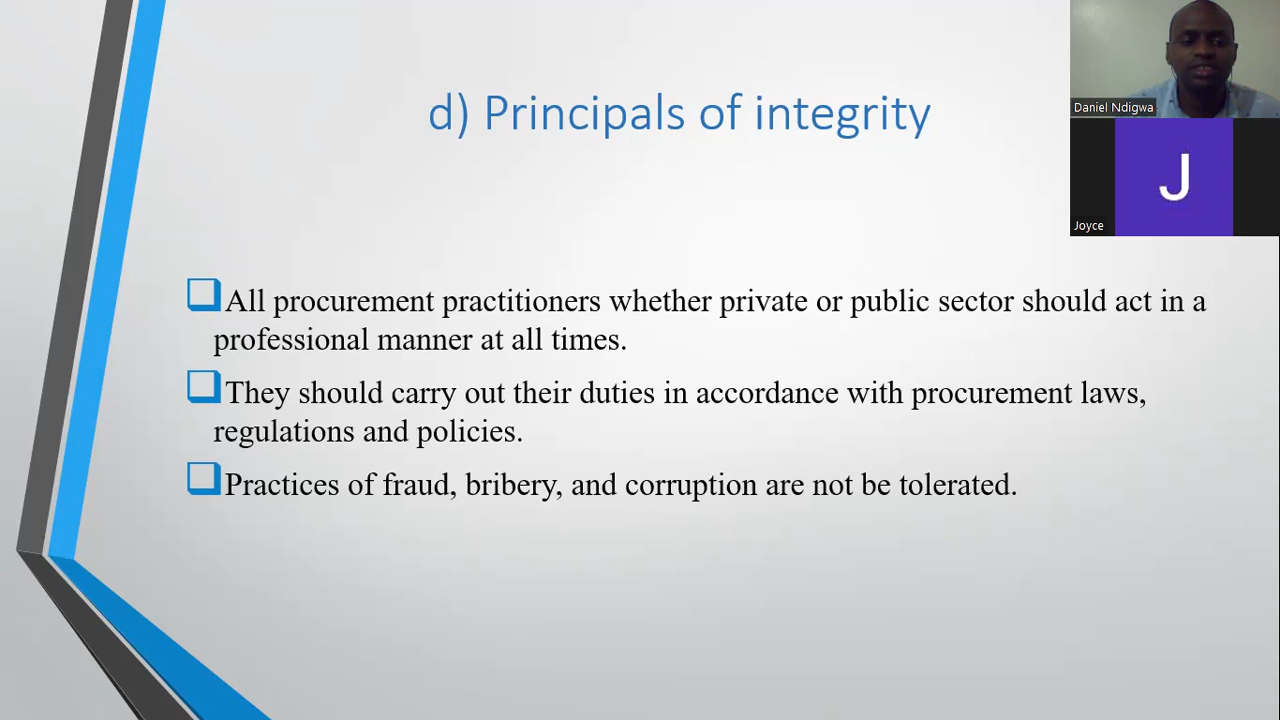 d) Principals of integrity
Daniel Ndigwa
J
Joyce
All procurement practitioners whether private or public sector should act in a
professional manner at all times.
They should carry out their duties in accordance with procurement laws,
regulations and policies.
Practices of fraud, bribery, and corruption are not be tolerated.